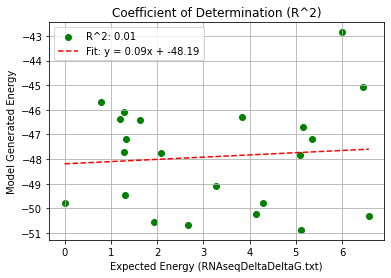 Coefficient of Determination (R^2)
R^2: 0.01
Fit: y = 0.09x + -48.19
−43
−44
−45
−46
−47
−48
−49
−50
−51
Model Generated Energy
0 1 2 3 4 5 6
Expected Energy (RNAseqDeltaDeltaG.txt)